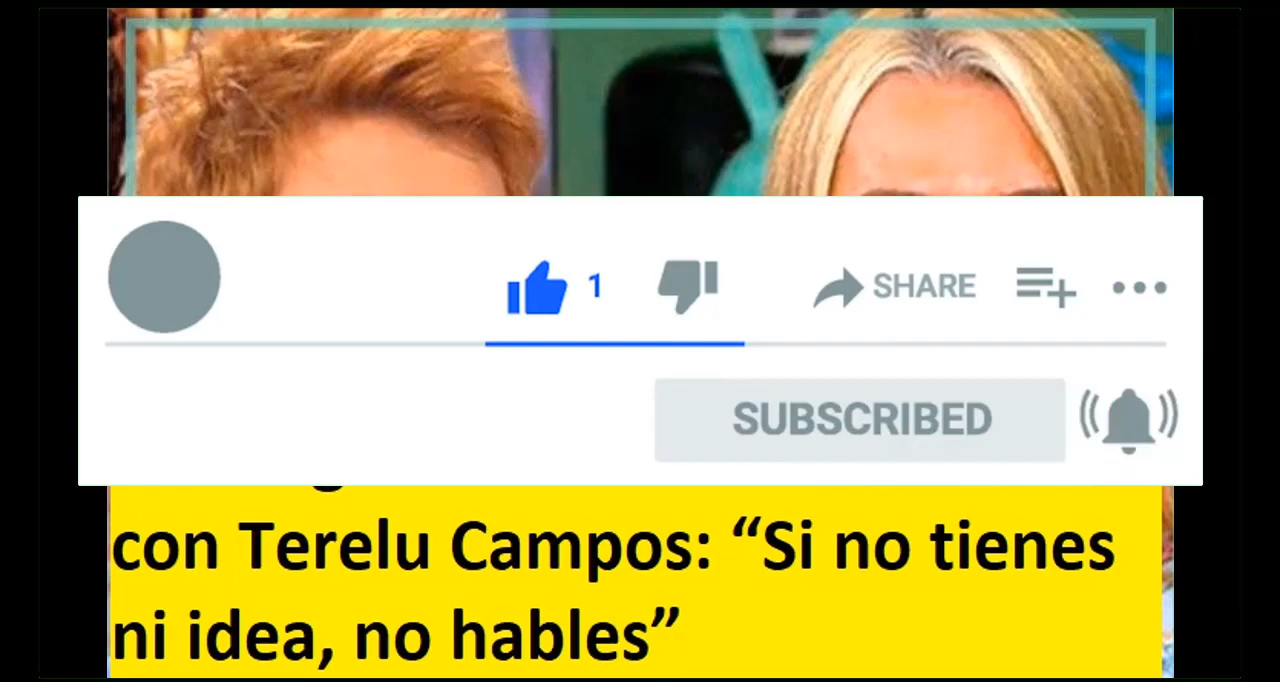 1 SHARE
SUBSCRIBED
con Terelu Campos: “Si no tienes
ni idea, no hables”